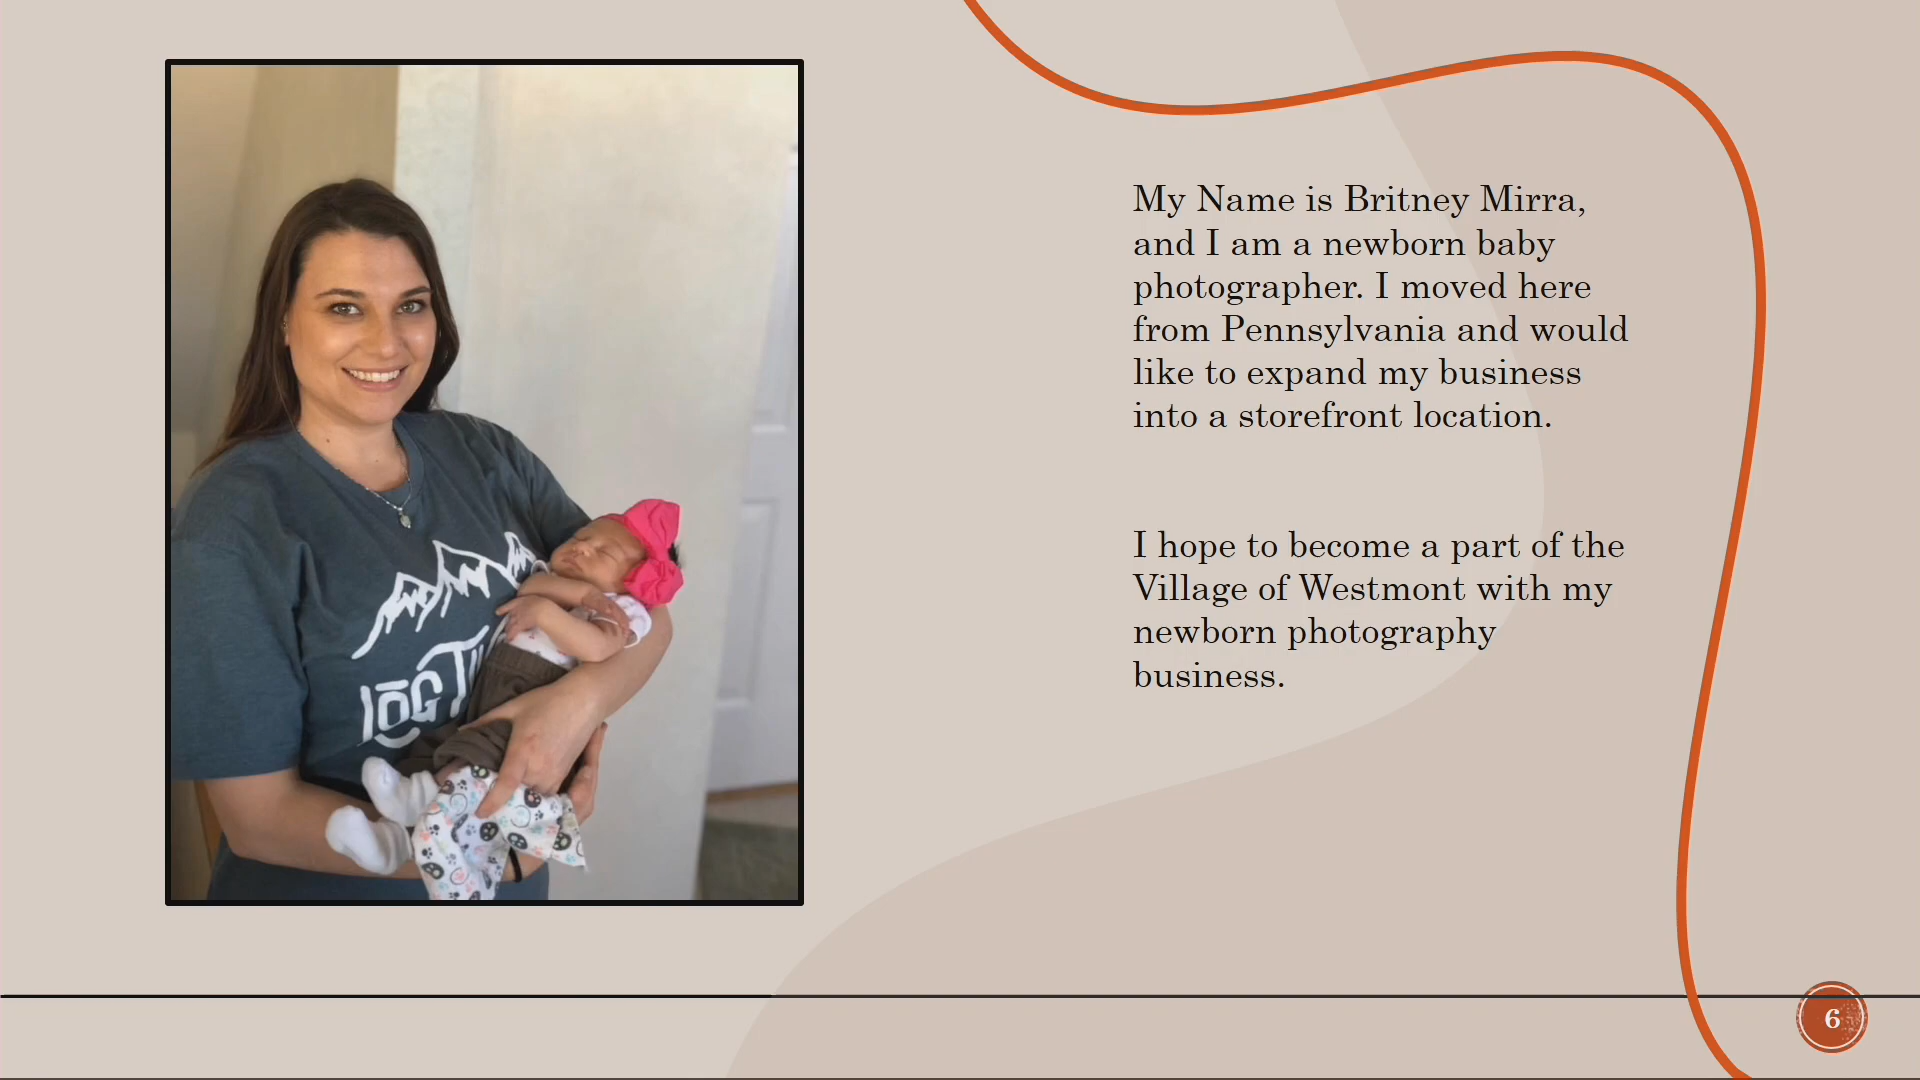 My Name is Britney Mirra,
and I am a newborn baby
photographer. I moved here
from Pennsylvania and would
like to expand my business
into a storefront location.
I hope to become a part of the
Village of Westmont with my
newborn photography
business.
LOG
6